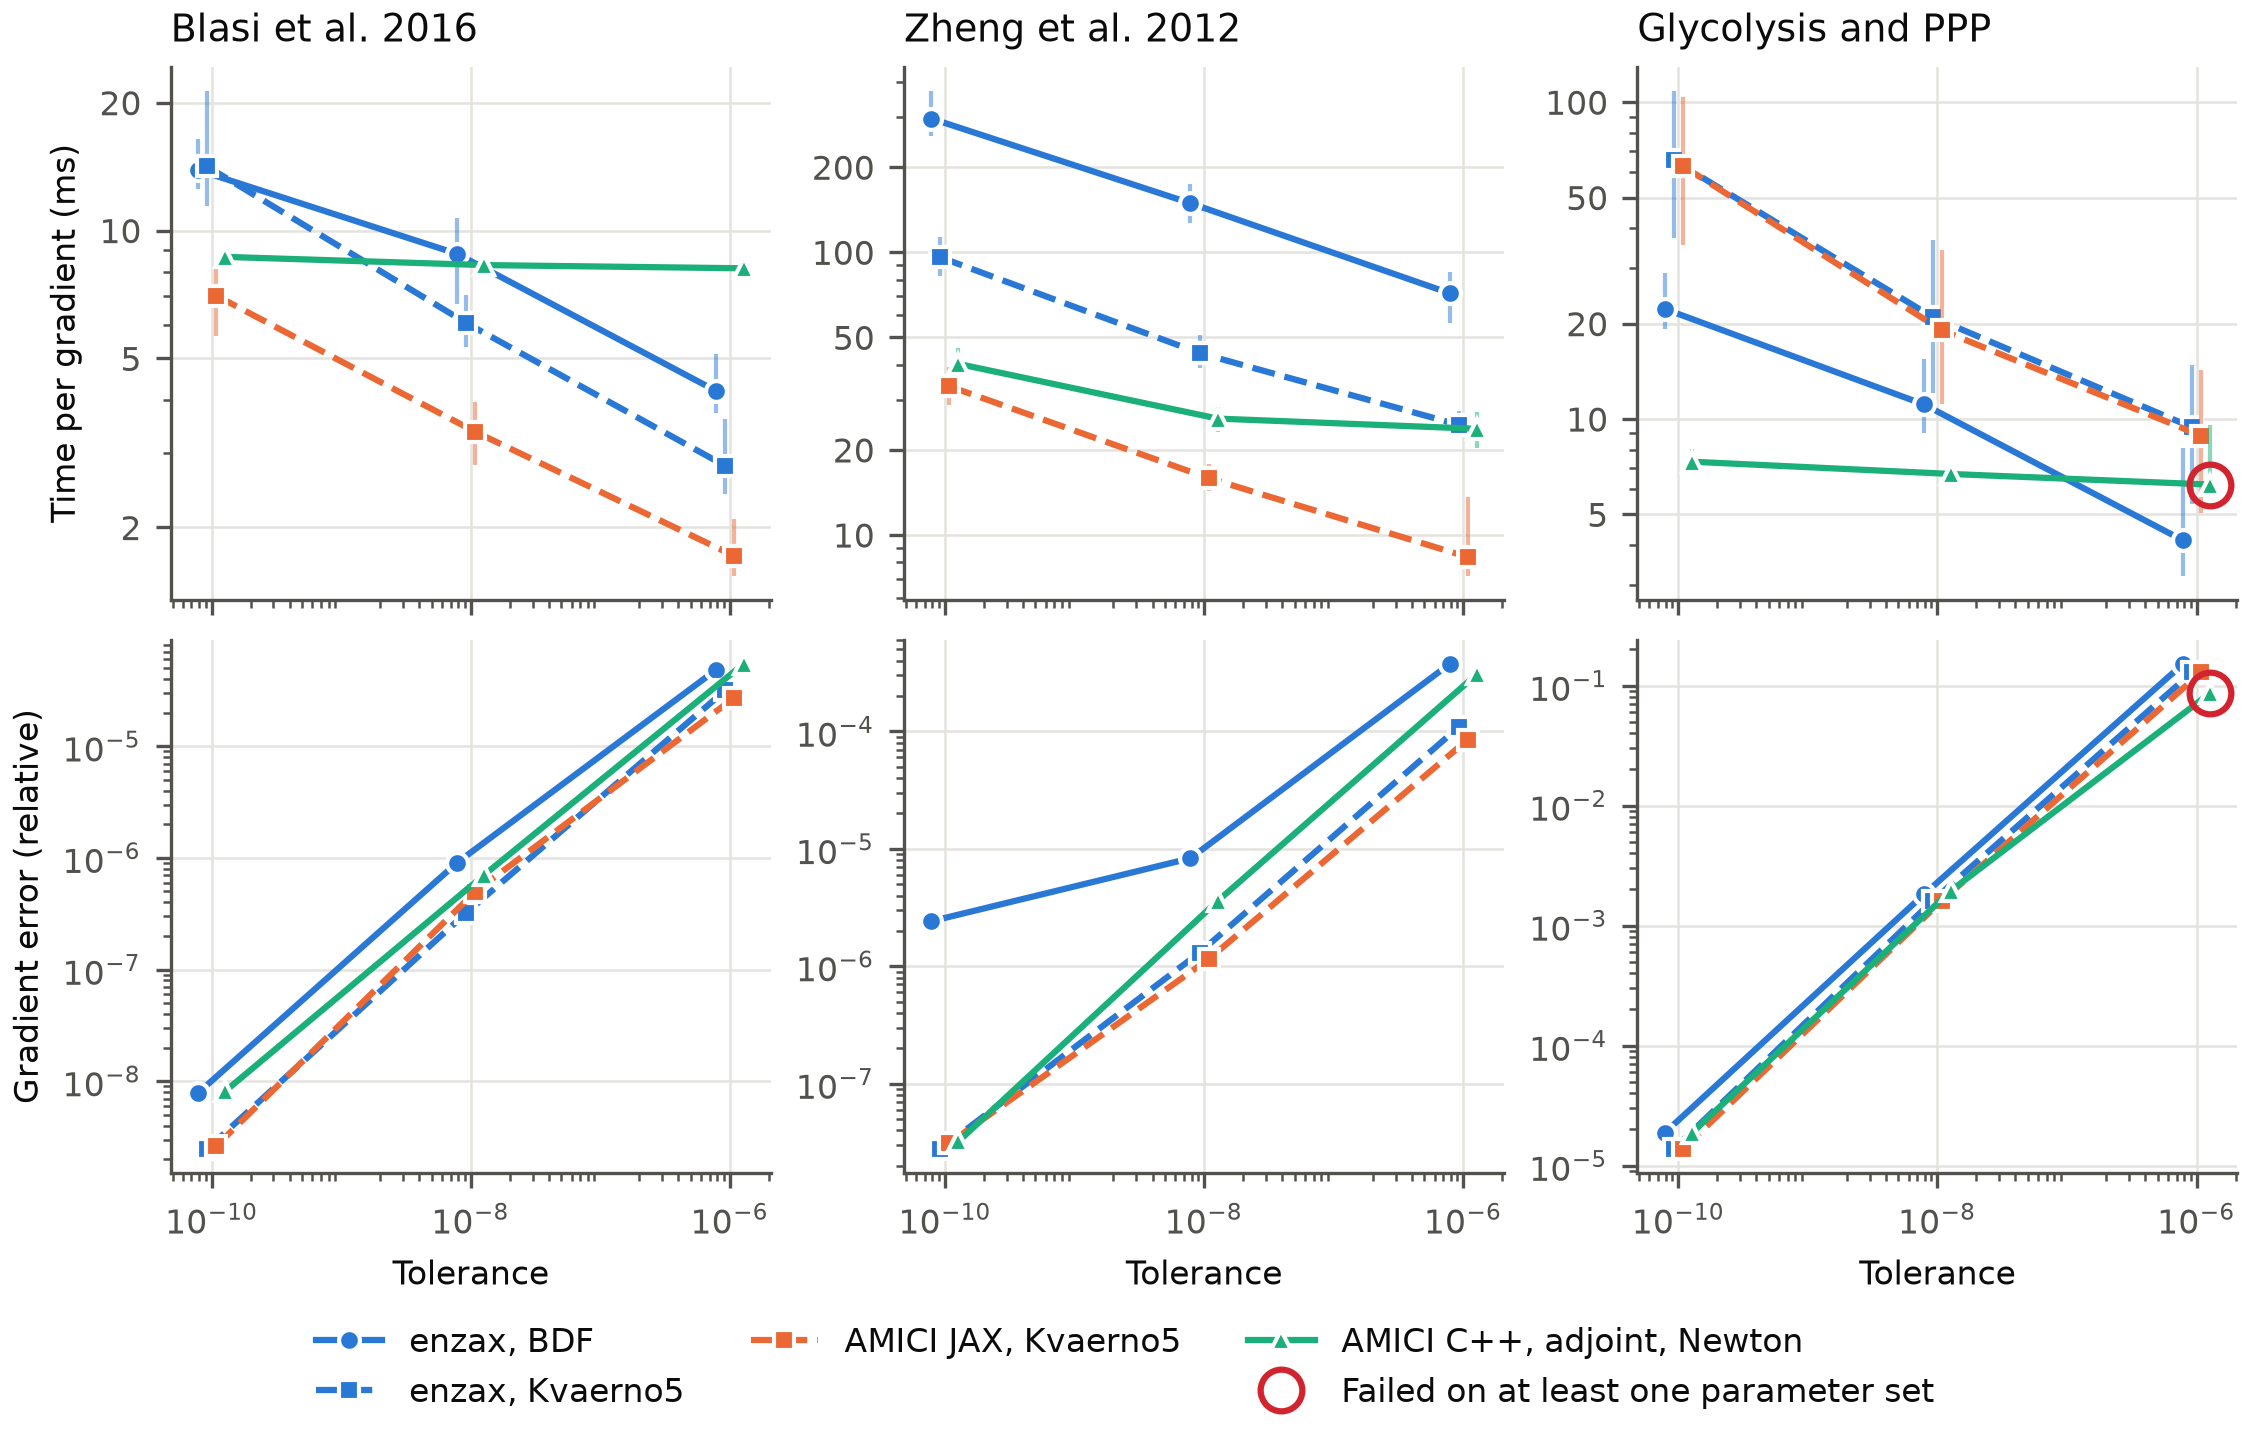 Blasi et al. 2016
Zheng et al. 2012
Glycolysis and PPP
Time per gradient (ms)
20
10
5
2
200
100
50
20
10
100
50
20
10
5
Gradient error (relative)
10⁻⁵
10⁻⁶
10⁻⁷
10⁻⁸
10⁻⁴
10⁻⁵
10⁻⁶
10⁻⁷
10⁻¹
10⁻²
10⁻³
10⁻⁴
10⁻⁵
10⁻¹⁰ 10⁻⁸ 10⁻⁶
10⁻¹⁰ 10⁻⁸ 10⁻⁶
10⁻¹⁰ 10⁻⁸ 10⁻⁶
Tolerance
Tolerance
Tolerance
enzax, BDF
enzax, Kvaerno5
AMICI JAX, Kvaerno5
AMICI C++, adjoint, Newton
Failed on at least one parameter set